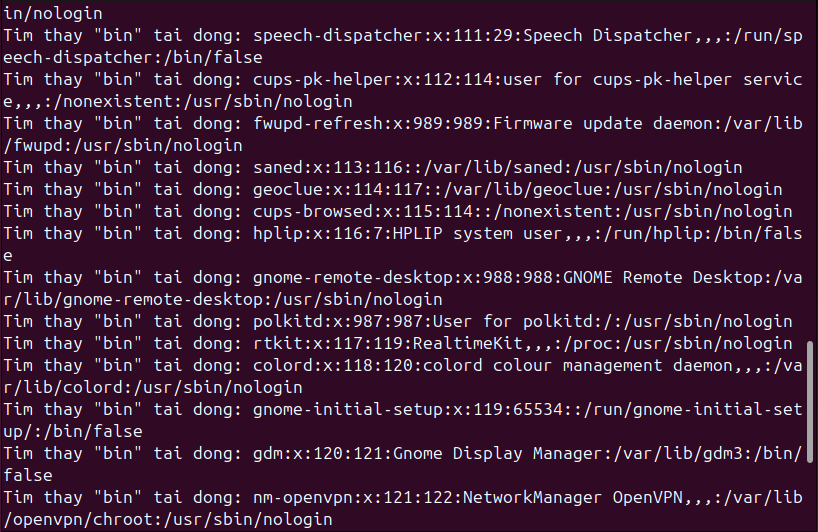 in/nologin
Tim thay "bin" tai dong: speech-dispatcher:x:111:29:Speech Dispatcher,,,:/run/sp
eech-dispatcher:/bin/false
Tim thay "bin" tai dong: cups-pk-helper:x:112:114:user for cups-pk-helper servic
e,,,:/nonexistent:/usr/sbin/nologin
Tim thay "bin" tai dong: fwupd-refresh:x:989:989:Firmware update daemon:/var/lib
/fwupd:/usr/sbin/nologin
Tim thay "bin" tai dong: saned:x:113:116::/var/lib/saned:/usr/sbin/nologin
Tim thay "bin" tai dong: geoclue:x:114:117::/var/lib/geoclue:/usr/sbin/nologin
Tim thay "bin" tai dong: cups-browsed:x:115:114::/nonexistent:/usr/sbin/nologin
Tim thay "bin" tai dong: hplip:x:116:7:HPLIP system user,,,:/run/hplip:/bin/fals
e
Tim thay "bin" tai dong: gnome-remote-desktop:x:988:988:GNOME Remote Desktop:/va
r/lib/gnome-remote-desktop:/usr/sbin/nologin
Tim thay "bin" tai dong: polkitd:x:987:987:User for polkitd:/:/usr/sbin/nologin
Tim thay "bin" tai dong: rtkit:x:117:119:RealtimeKit,,,:/proc:/usr/sbin/nologin
Tim thay "bin" tai dong: colord:x:118:120:colord colour management daemon,,,:/va
r/lib/colord:/usr/sbin/nologin
Tim thay "bin" tai dong: gnome-initial-setup:x:119:65534::/run/gnome-initial-set
up/:/bin/false
Tim thay "bin" tai dong: gdm:x:120:121:Gnome Display Manager:/var/lib/gdm3:/bin/
false
Tim thay "bin" tai dong: nm-openvpn:x:121:122:NetworkManager OpenVPN,,,:/var/lib
/openvpn/chroot:/usr/sbin/nologin